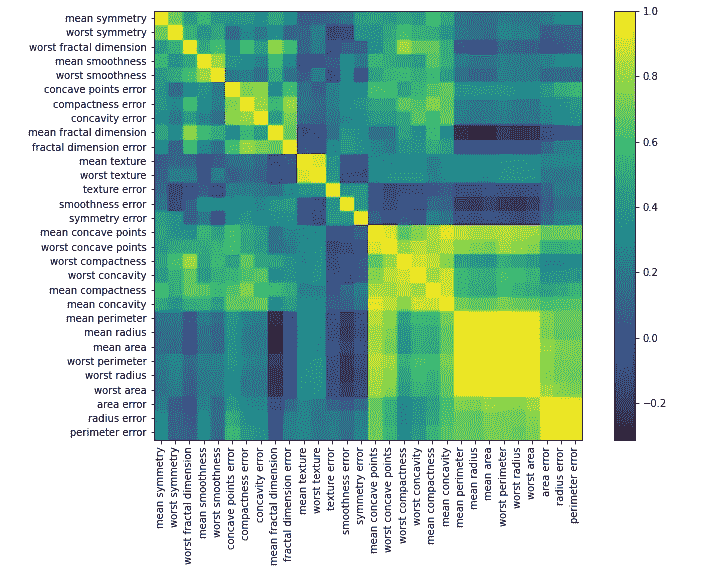 mean symmetry
worst symmetry
worst fractal dimension
mean smoothness
worst smoothness
concave points error
compactness error
concavity error
mean fractal dimension
fractal dimension error
mean texture
worst texture
texture error
smoothness error
symmetry error
mean concave points
worst concave points
worst compactness
worst concavity
mean compactness
mean concavity
mean perimeter
mean radius
mean area
worst perimeter
worst radius
worst area
area error
radius error
perimeter error
mean symmetry
worst symmetry
worst fractal dimension
mean smoothness
worst smoothness
concave points error
compactness error
concavity error
mean fractal dimension
fractal dimension error
mean texture
worst texture
texture error
smoothness error
symmetry error
mean concave points
worst concave points
worst compactness
worst concavity
mean compactness
mean concavity
mean perimeter
mean radius
mean area
worst perimeter
worst radius
worst area
area error
radius error
perimeter error
1.0
0.8
0.6
0.4
0.2
0.0
−0.2